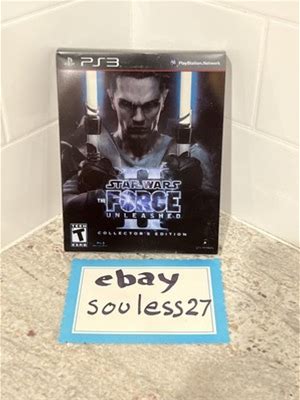 PS3 PlayStation Network
STAR WARS
THE FORCE
II
UNLEASHED
COLLECTOR'S EDITION
T
ebay
souless27